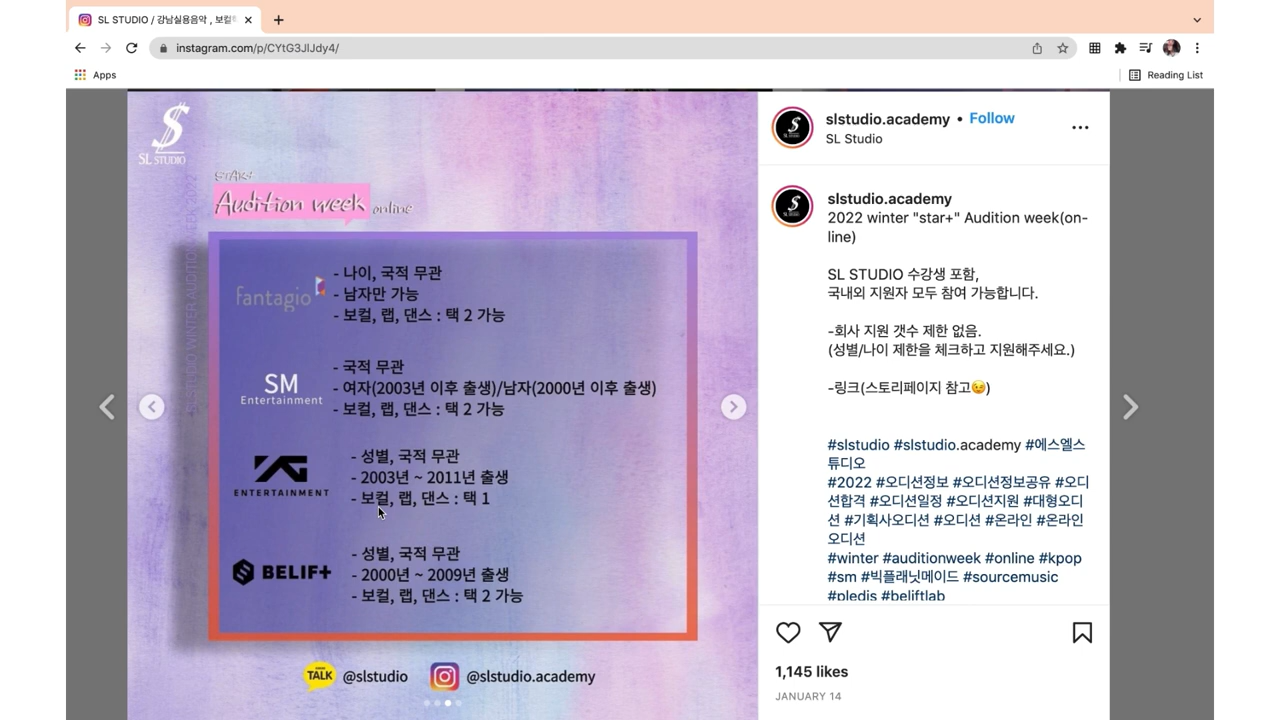 SL STUDIO / 강남실용음악 , 보컬
instagram.com/p/CYtG3JlJdy4/
Apps
Reading List
SL STUDIO
STAR+
Audition week online
fantagio
- 나이, 국적 무관
- 남자만 가능
- 보컬, 랩, 댄스 : 택 2 가능
SM
Entertainment
- 국적 무관
- 여자(2003년 이후 출생)/남자(2000년 이후 출생)
- 보컬, 랩, 댄스 : 택 2 가능
YG
ENTERTAINMENT
- 성별, 국적 무관
- 2003년 ~ 2011년 출생
- 보컬, 랩, 댄스 : 택 1
BELIF+
- 성별, 국적 무관
- 2000년 ~ 2009년 출생
- 보컬, 랩, 댄스 : 택 2 가능
TALK @slstudio @slstudio.academy
slstudio.academy • Follow
SL Studio
slstudio.academy
2022 winter "star+" Audition week(on-
line)
SL STUDIO 수강생 포함,
국내외 지원자 모두 참여 가능합니다.
-회사 지원 갯수 제한 없음.
(성별/나이 제한을 체크하고 지원해주세요.)
-링크(스토리페이지 참고😉)
#slstudio #slstudio.academy #에스엘스
튜디오
#2022 #오디션정보 #오디션정보공유 #오디
션합격 #오디션일정 #오디션지원 #대형오디
션 #기획사오디션 #오디션 #온라인 #온라인
오디션
#winter #auditionweek #online #kpop
#sm #빅플래닛메이드 #sourcemusic
#pledis #beliftlab
1,145 likes
JANUARY 14